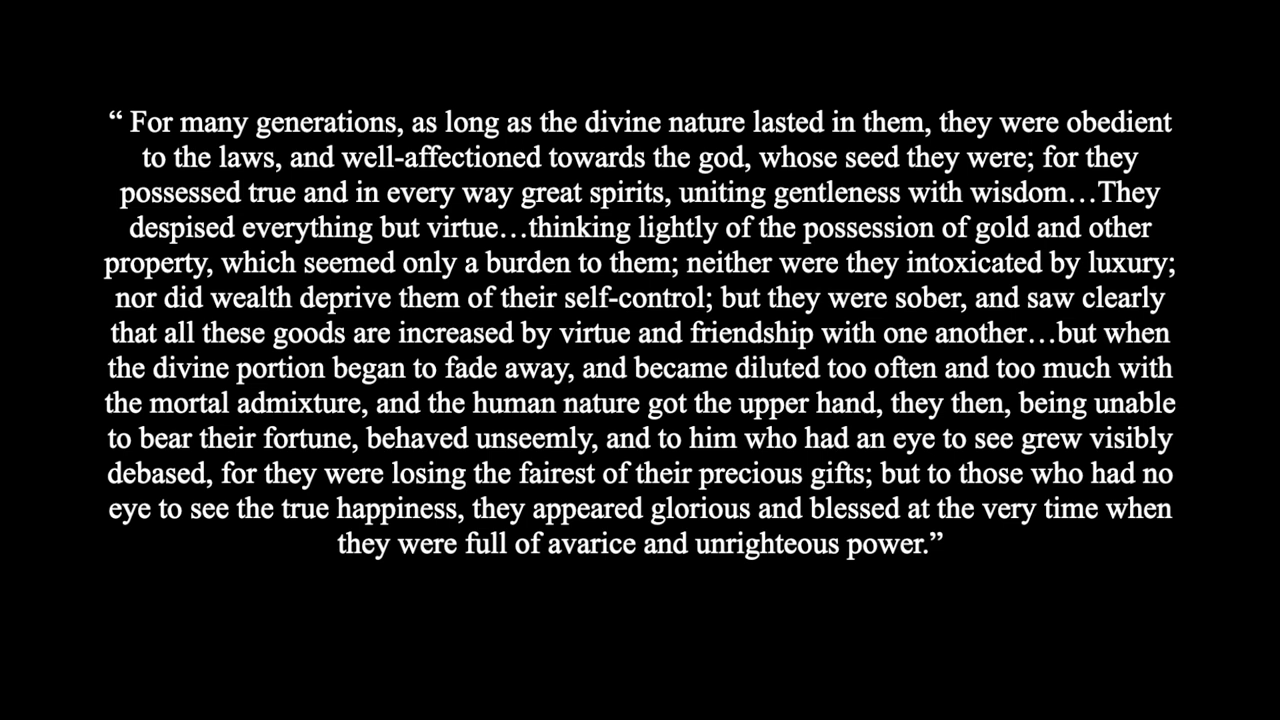 “ For many generations, as long as the divine nature lasted in them, they were obedient
to the laws, and well-affectioned towards the god, whose seed they were; for they
possessed true and in every way great spirits, uniting gentleness with wisdom…They
despised everything but virtue…thinking lightly of the possession of gold and other
property, which seemed only a burden to them; neither were they intoxicated by luxury;
nor did wealth deprive them of their self-control; but they were sober, and saw clearly
that all these goods are increased by virtue and friendship with one another…but when
the divine portion began to fade away, and became diluted too often and too much with
the mortal admixture, and the human nature got the upper hand, they then, being unable
to bear their fortune, behaved unseemly, and to him who had an eye to see grew visibly
debased, for they were losing the fairest of their precious gifts; but to those who had no
eye to see the true happiness, they appeared glorious and blessed at the very time when
they were full of avarice and unrighteous power.”